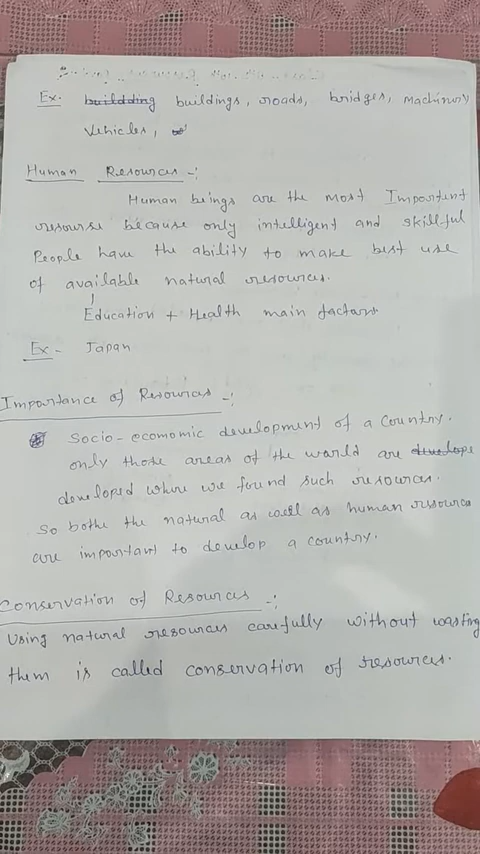 Ex. buildding buildings, roads, bridges, Machinery
Vehicles,
Human Resources -:
Human beings are the most Important
resourse because only intelligent and skillful
People have the ability to make best use
of available natural resources.
Education + Health main factors
Ex - Japan
Importance of Resources -:
Socio-economic development of a country.
only those areas of the world are develope
developed where we found such resources.
So bothe the natural as well as human resources
are important to develop a country.
Conservation of Resources -:
Using natural resources carefully without wasting
them is called conservation of resources.